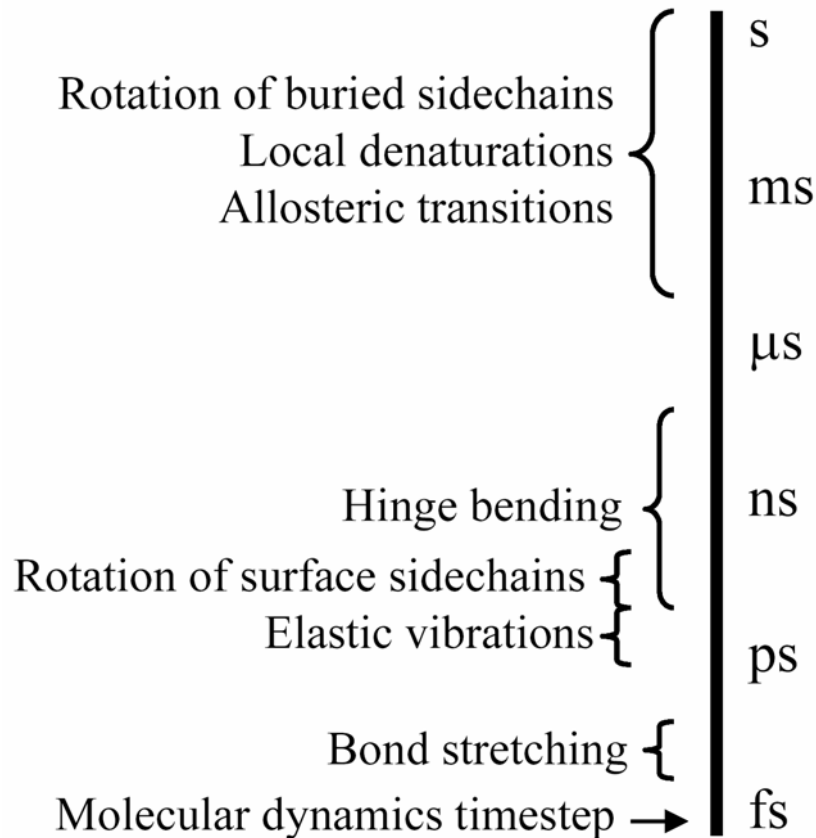 s
Rotation of buried sidechains
Local denaturations
ms
Allosteric transitions
μs
Hinge bending
ns
Rotation of surface sidechains
Elastic vibrations
ps
Bond stretching
Molecular dynamics timestep
fs